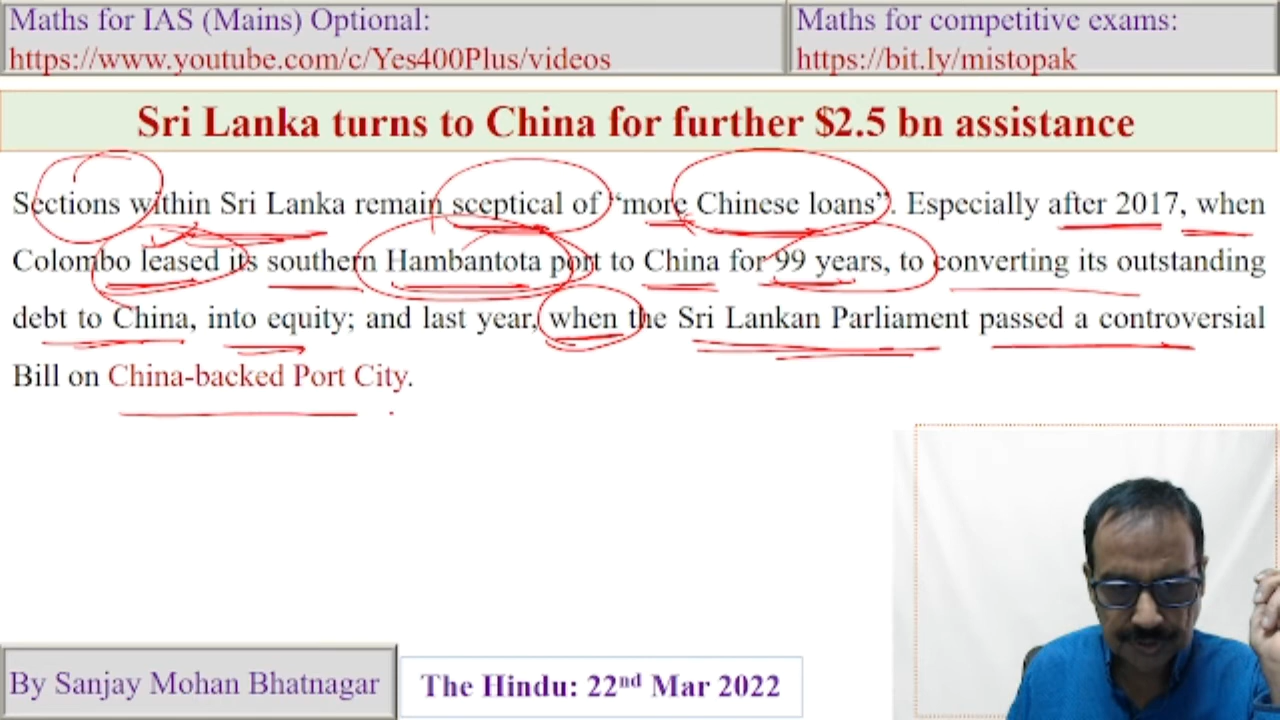 Maths for IAS (Mains) Optional:
https://www.youtube.com/c/Yes400Plus/videos
Maths for competitive exams:
https://bit.ly/mistopak
Sri Lanka turns to China for further $2.5 bn assistance
Sections within Sri Lanka remain sceptical of “more Chinese loans”. Especially after 2017, when
Colombo leased its southern Hambantota port to China for 99 years, to converting its outstanding
debt to China, into equity; and last year, when the Sri Lankan Parliament passed a controversial
Bill on China-backed Port City.
By Sanjay Mohan Bhatnagar
The Hindu: 22nd Mar 2022